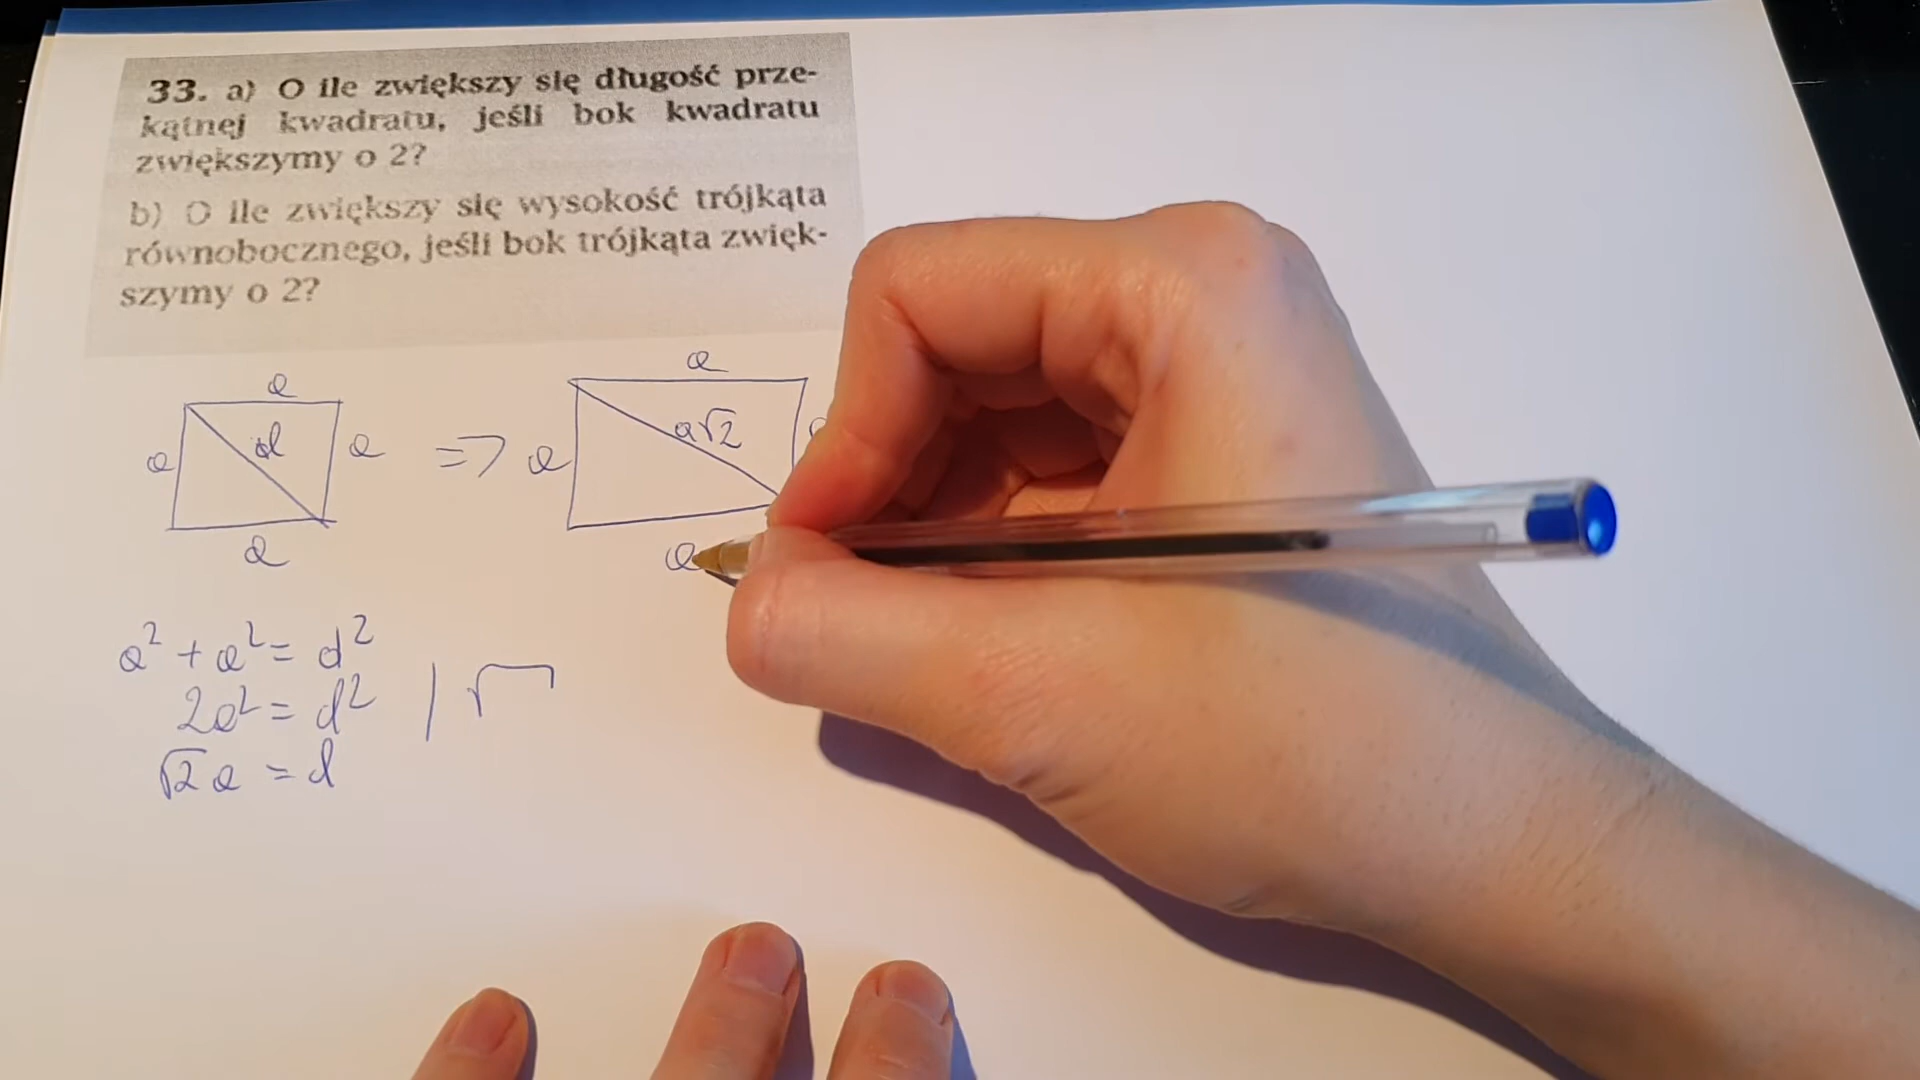 33. a) O ile zwiększy się długość prze-
kątnej kwadratu, jeśli bok kwadratu
zwiększymy o 2?
b) O ile zwiększy się wysokość trójkąta
równobocznego, jeśli bok trójkąta zwięk-
szymy o 2?
a
a
d
a
a
=>
a
a
a√2
a
a² + a² = d²
2a² = d² | √
√2 a = d